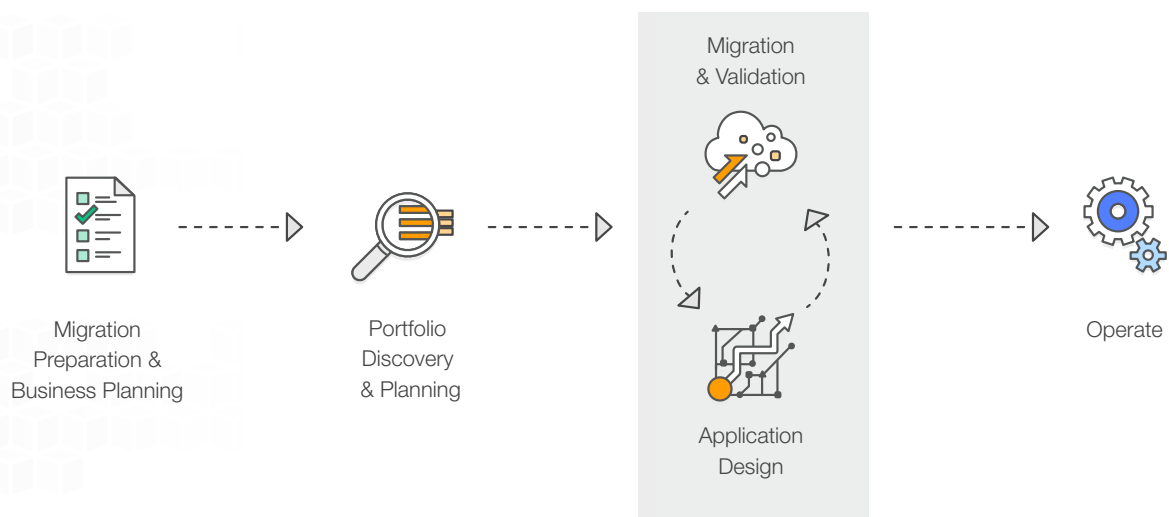 Migration
Preparation &
Business Planning
Portfolio
Discovery
& Planning
Migration
& Validation
Application
Design
Operate